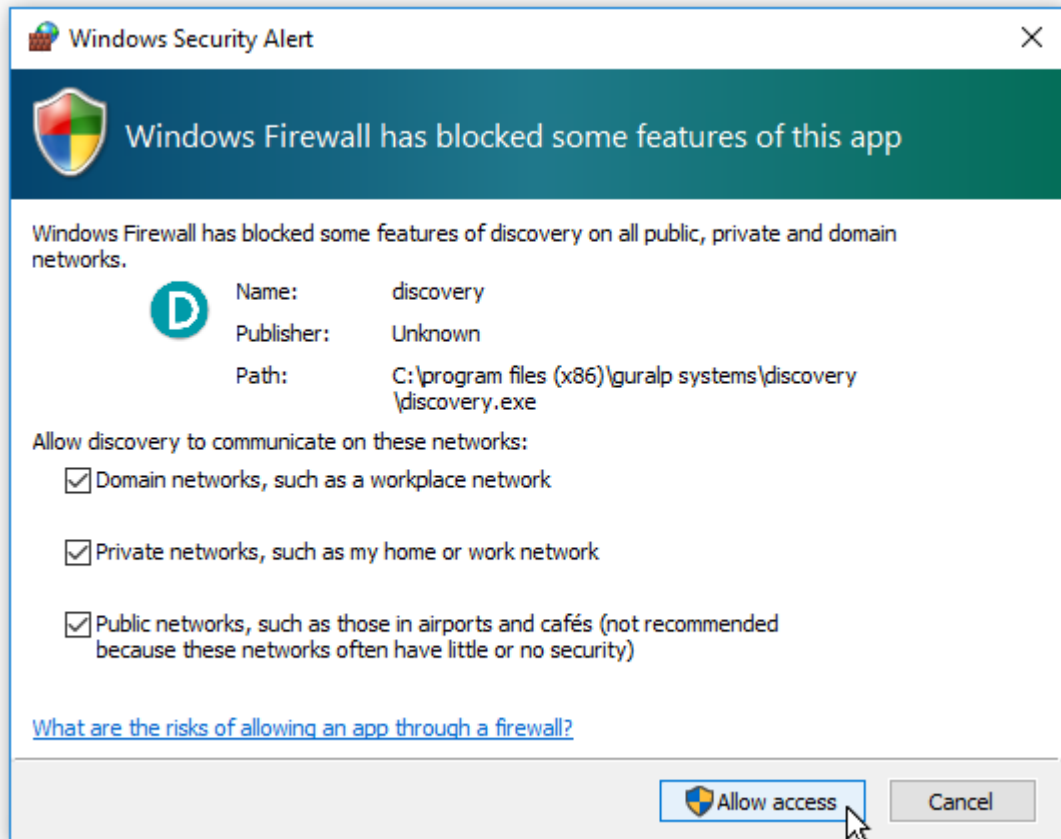 Windows Security Alert
Windows Firewall has blocked some features of this app
Windows Firewall has blocked some features of discovery on all public, private and domain
networks.
D
Name: discovery
Publisher: Unknown
Path: C:\program files (x86)\guralp systems\discovery
\discovery.exe
Allow discovery to communicate on these networks:
Domain networks, such as a workplace network
Private networks, such as my home or work network
Public networks, such as those in airports and cafés (not recommended
because these networks often have little or no security)
What are the risks of allowing an app through a firewall?
Allow access Cancel